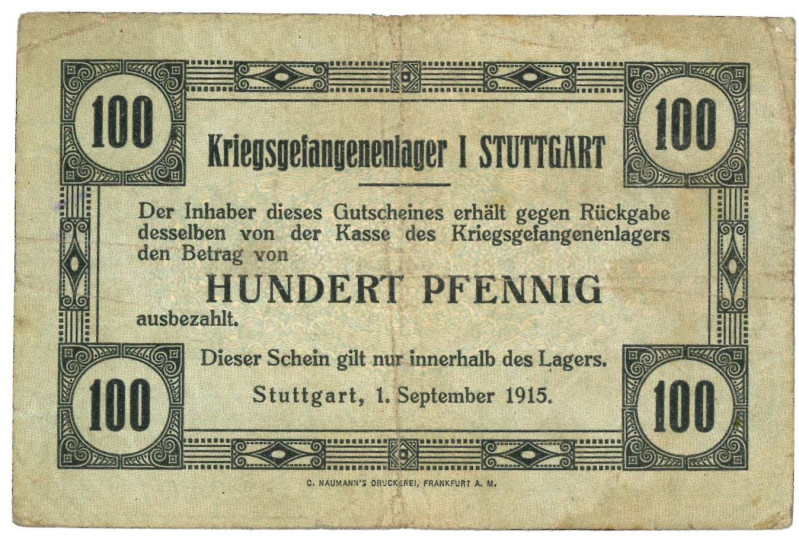 100 100
Kriegsgefangenenlager I STUTTGART
Der Inhaber dieses Gutscheines erhält gegen Rückgabe
desselben von der Kasse des Kriegsgefangenenlagers
den Betrag von
HUNDERT PFENNIG
ausbezahlt.
Dieser Schein gilt nur innerhalb des Lagers.
Stuttgart, 1. September 1915.
100 100
C. NAUMANN'S DRUCKEREI, FRANKFURT A. M.